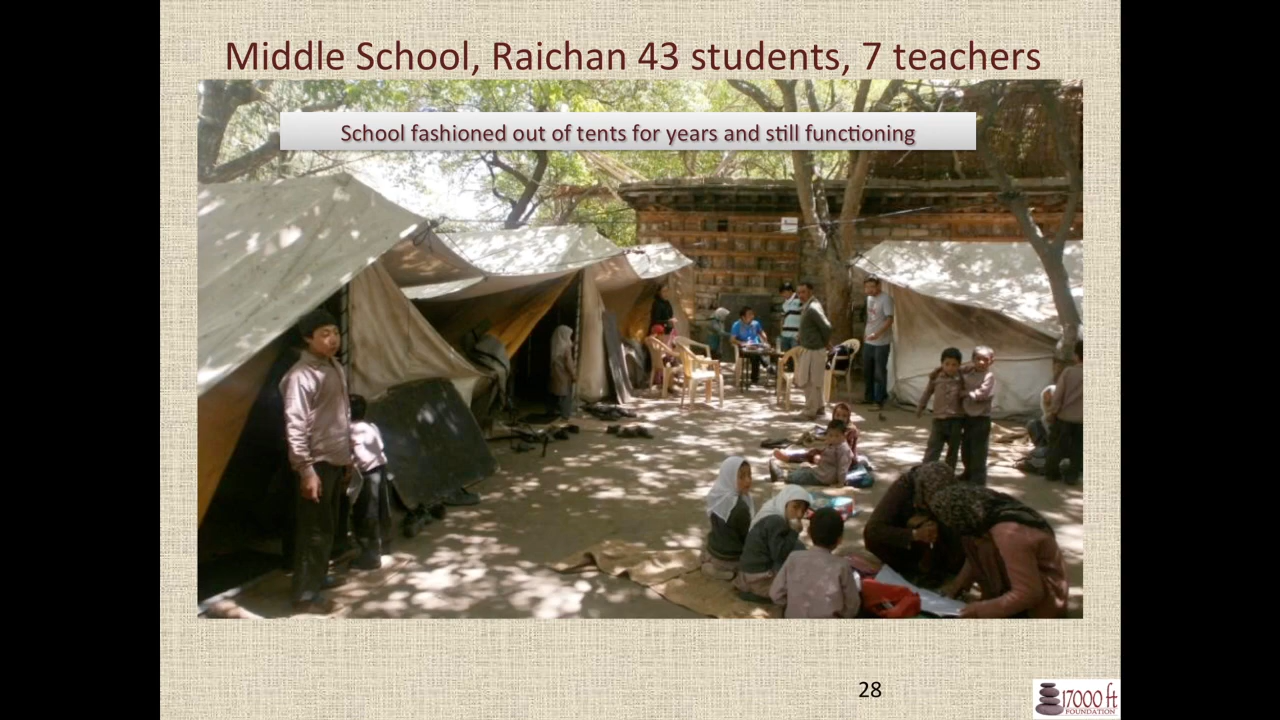 Middle School, Raichan 43 students, 7 teachers
School fashioned out of tents for years and still functioning
28
17000 ft
FOUNDATION